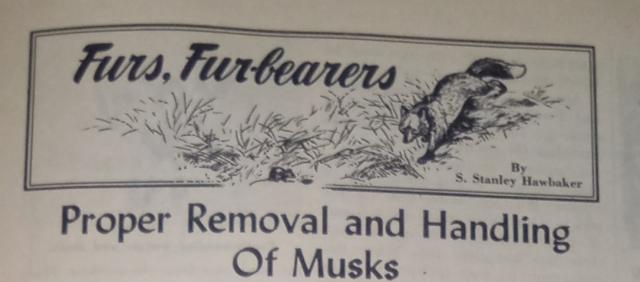 Furs, Fur-bearers
By
S. Stanley Hawbaker
Proper Removal and Handling
Of Musks